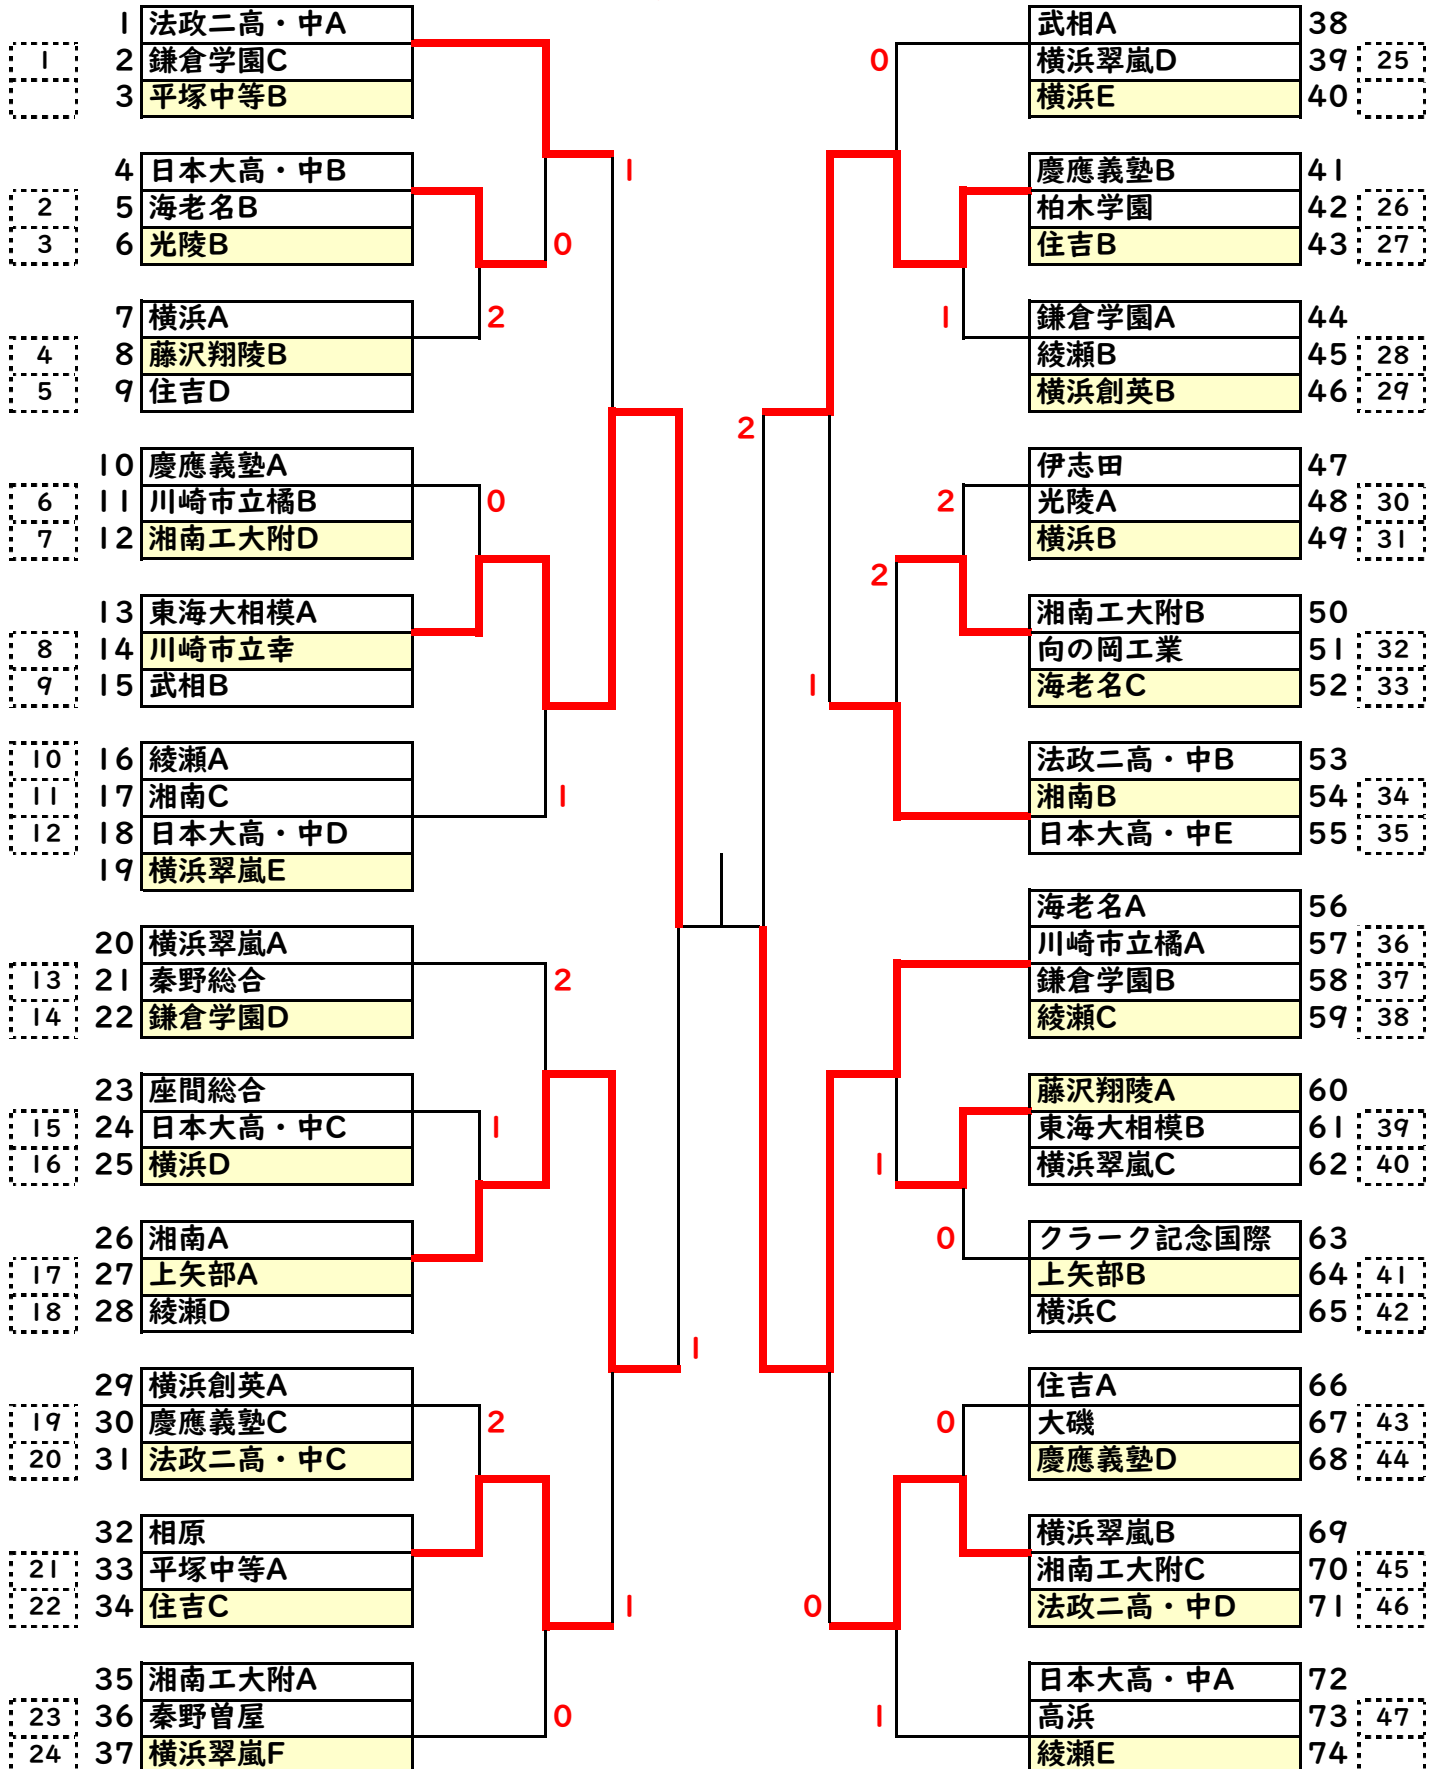 1 法政二高・中A
1 2 鎌倉学園C
3 平塚中等B
4 日本大高・中B
2 5 海老名B
3 6 光陵B
7 横浜A
4 8 藤沢翔陵B
5 9 住吉D
10 慶應義塾A
6 11 川崎市立橘B
7 12 湘南工大附D
13 東海大相模A
8 14 川崎市立幸
9 15 武相B
10 16 綾瀬A
11 17 湘南C
12 18 日本大高・中D
19 横浜翠嵐E
20 横浜翠嵐A
13 21 秦野総合
14 22 鎌倉学園D
23 座間総合
15 24 日本大高・中C
16 25 横浜D
26 湘南A
17 27 上矢部A
18 28 綾瀬D
29 横浜創英A
19 30 慶應義塾C
20 31 法政二高・中C
32 相原
21 33 平塚中等A
22 34 住吉C
35 湘南工大附A
23 36 秦野曽屋
24 37 横浜翠嵐F
1
0
2
0
1
2
1
1
2
1
0
武相A 38
横浜翠嵐D 39 25
横浜E 40
慶應義塾B 41
柏木学園 42 26
住吉B 43 27
鎌倉学園A 44
綾瀬B 45 28
横浜創英B 46 29
伊志田 47
光陵A 48 30
横浜B 49 31
湘南工大附B 50
向の岡工業 51 32
海老名C 52 33
法政二高・中B 53
湘南B 54 34
日本大高・中E 55 35
海老名A 56
川崎市立橘A 57 36
鎌倉学園B 58 37
綾瀬C 59 38
藤沢翔陵A 60
東海大相模B 61 39
横浜翠嵐C 62 40
クラーク記念国際 63
上矢部B 64 41
横浜C 65 42
住吉A 66
大磯 67 43
慶應義塾D 68 44
横浜翠嵐B 69
湘南工大附C 70 45
法政二高・中D 71 46
日本大高・中A 72
高浜 73 47
綾瀬E 74
0
1
2
2
2
1
1
0
0
0
1